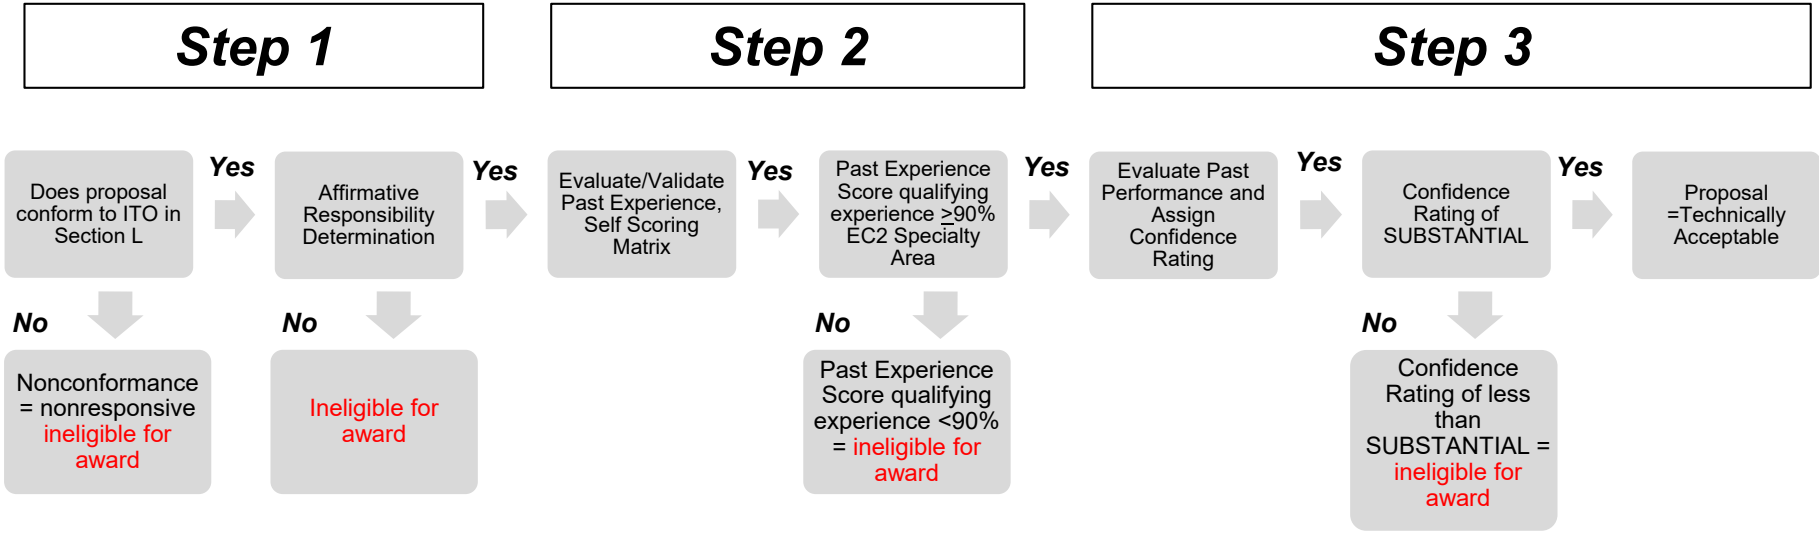 Step 1
Step 2
Step 3
Does proposal
conform to ITO in
Section L
Yes
Affirmative
Responsibility
Determination
Yes
Evaluate/Validate
Past Experience,
Self Scoring
Matrix
Yes
Past Experience
Score qualifying
experience ≥90%
EC2 Specialty
Area
Yes
Evaluate Past
Performance and
Assign
Confidence
Rating
Yes
Confidence
Rating of
SUBSTANTIAL
Yes
Proposal
=Technically
Acceptable
No
Nonconformance
= nonresponsive
ineligible for
award
No
Ineligible for
award
No
Past Experience
Score qualifying
experience <90%
= ineligible for
award
No
Confidence
Rating of less
than
SUBSTANTIAL =
ineligible for
award